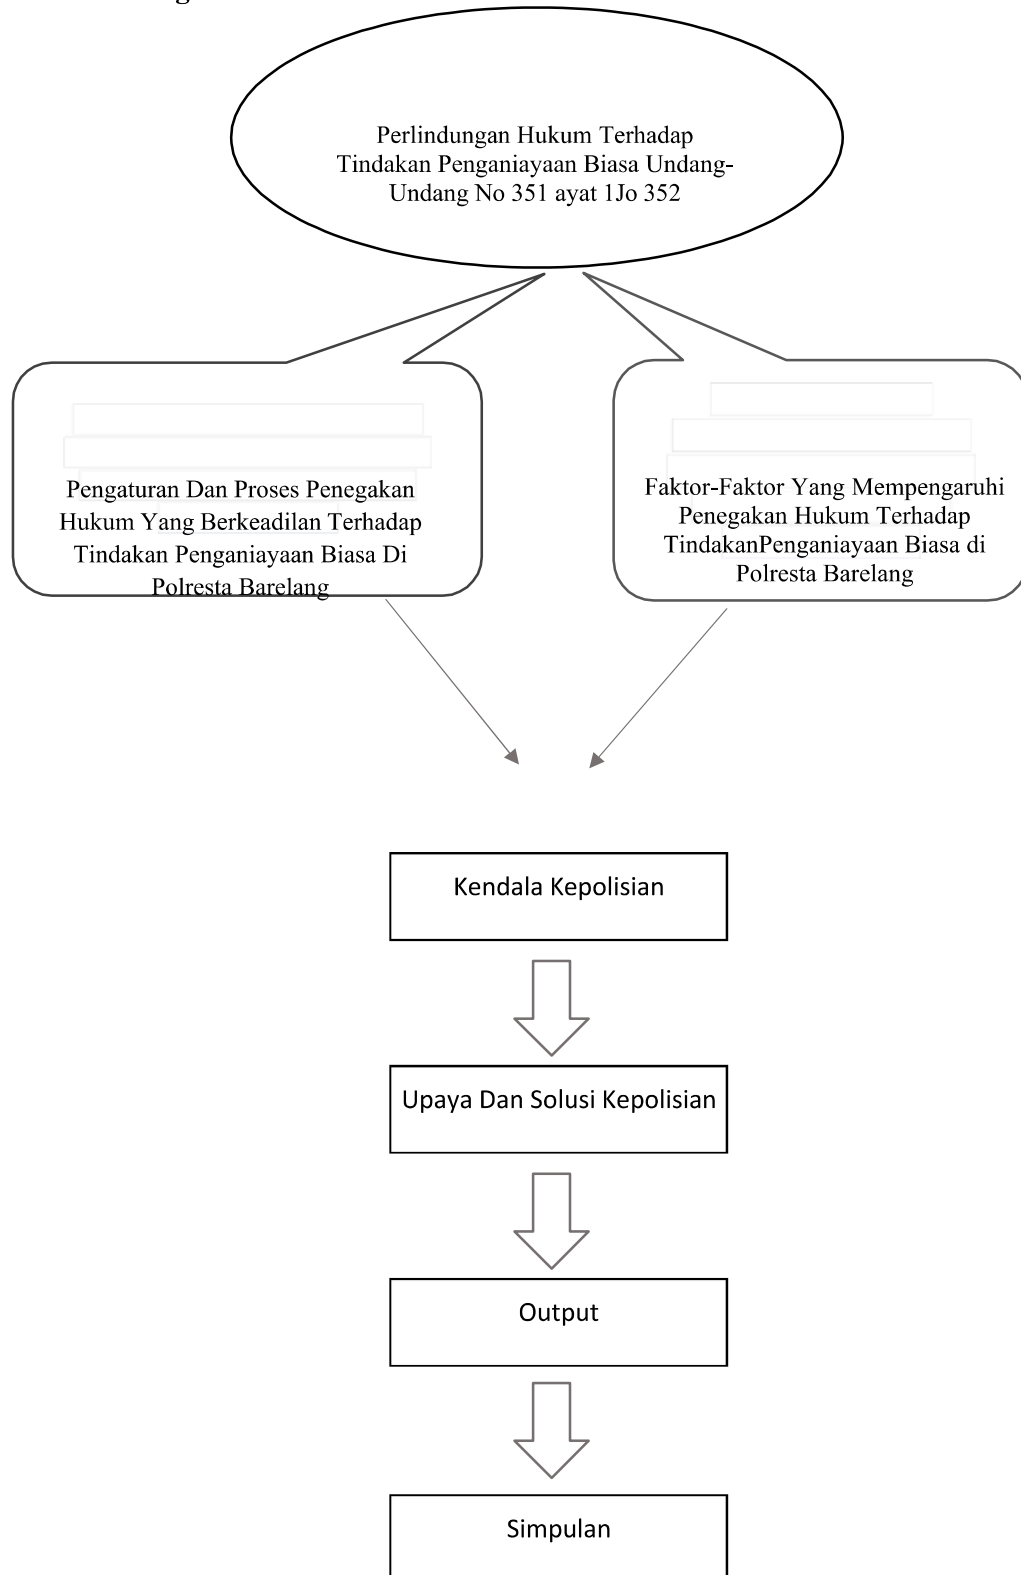 Perlindungan Hukum Terhadap
Tindakan Penganiayaan Biasa Undang-
Undang No 351 ayat 1Jo 352
Pengaturan Dan Proses Penegakan
Hukum Yang Berkeadilan Terhadap
Tindakan Penganiayaan Biasa Di
Polresta Barelang
Faktor-Faktor Yang Mempengaruhi
Penegakan Hukum Terhadap
TindakanPenganiayaan Biasa di
Polresta Barelang
Kendala Kepolisian
Upaya Dan Solusi Kepolisian
Output
Simpulan